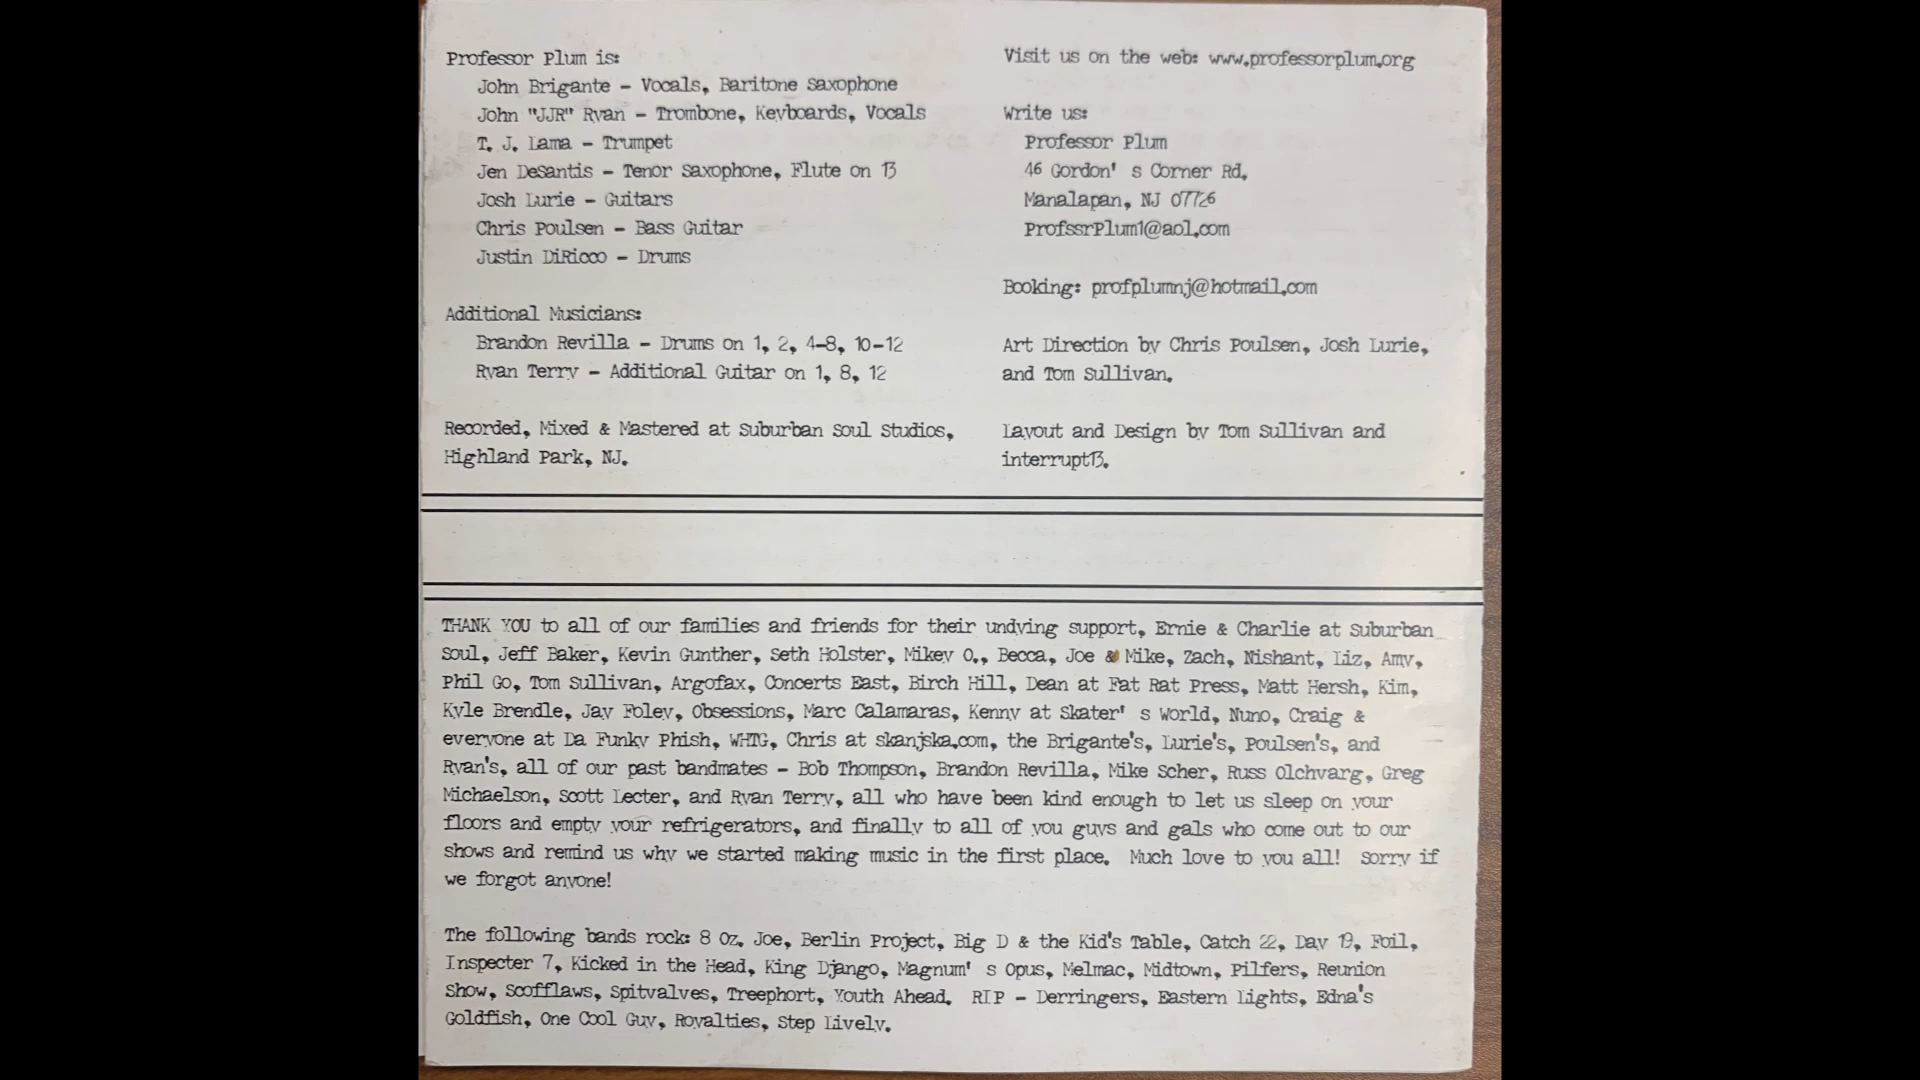 Professor Plum is:
John Brigante - Vocals, Baritone Saxophone
John "JJR" Ryan - Trombone, Keyboards, Vocals
T. J. Lama - Trumpet
Jen DeSantis - Tenor Saxophone, Flute on 13
Josh Lurie - Guitars
Chris Poulsen - Bass Guitar
Justin DiRicco - Drums
Additional Musicians:
Brandon Revilla - Drums on 1, 2, 4-8, 10-12
Ryan Terry - Additional Guitar on 1, 8, 12
Recorded, Mixed & Mastered at Suburban Soul Studios,
Highland Park, NJ.
Visit us on the web: www.professorplum.org
Write us:
Professor Plum
46 Gordon' s Corner Rd.
Manalapan, NJ 07726
ProfssrPlum1@aol.com
Booking: profplumnj@hotmail.com
Art Direction by Chris Poulsen, Josh Lurie,
and Tom Sullivan.
Layout and Design by Tom Sullivan and
interrupt13.
THANK YOU to all of our families and friends for their undying support, Ernie & Charlie at Suburban
Soul, Jeff Baker, Kevin Gunther, Seth Holster, Mikey O., Becca, Joe & Mike, Zach, Nishant, Liz, Amy,
Phil Go, Tom Sullivan, Argofax, Concerts East, Birch Hill, Dean at Fat Rat Press, Matt Hersh, Kim,
Kyle Brendle, Jay Foley, Obsessions, Marc Calamaras, Kenny at Skater' s World, Nuno, Craig &
everyone at Da Funky Phish, WHTG, Chris at skanjska.com, the Brigante's, Lurie's, Poulsen's, and
Ryan's, all of our past bandmates - Bob Thompson, Brandon Revilla, Mike Scher, Russ Olchvarg, Greg
Michaelson, Scott Lecter, and Ryan Terry, all who have been kind enough to let us sleep on your
floors and empty your refrigerators, and finally to all of you guys and gals who come out to our
shows and remind us why we started making music in the first place. Much love to you all! Sorry if
we forgot anyone!
The following bands rock: 8 Oz. Joe, Berlin Project, Big D & the Kid's Table, Catch 22, Day 19, Foil,
Inspecter 7, Kicked in the Head, King Django, Magnum' s Opus, Melmac, Midtown, Pilfers, Reunion
Show, Scofflaws, Spitvalves, Treephort, Youth Ahead. RIP - Derringers, Eastern Lights, Edna's
Goldfish, One Cool Guy, Royalties, Step Lively.